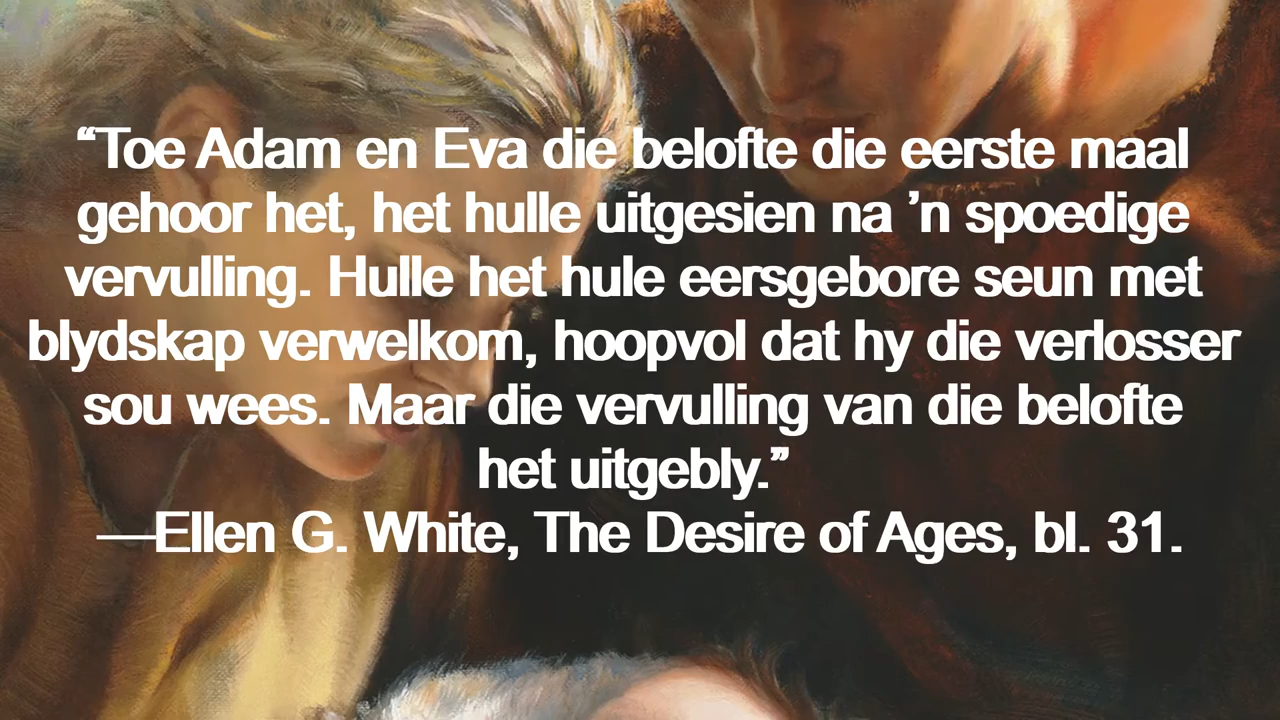 “Toe Adam en Eva die belofte die eerste maal
gehoor het, het hulle uitgesien na ’n spoedige
vervulling. Hulle het hule eersgebore seun met
blydskap verwelkom, hoopvol dat hy die verlosser
sou wees. Maar die vervulling van die belofte
het uitgebly.”
—Ellen G. White, The Desire of Ages, bl. 31.